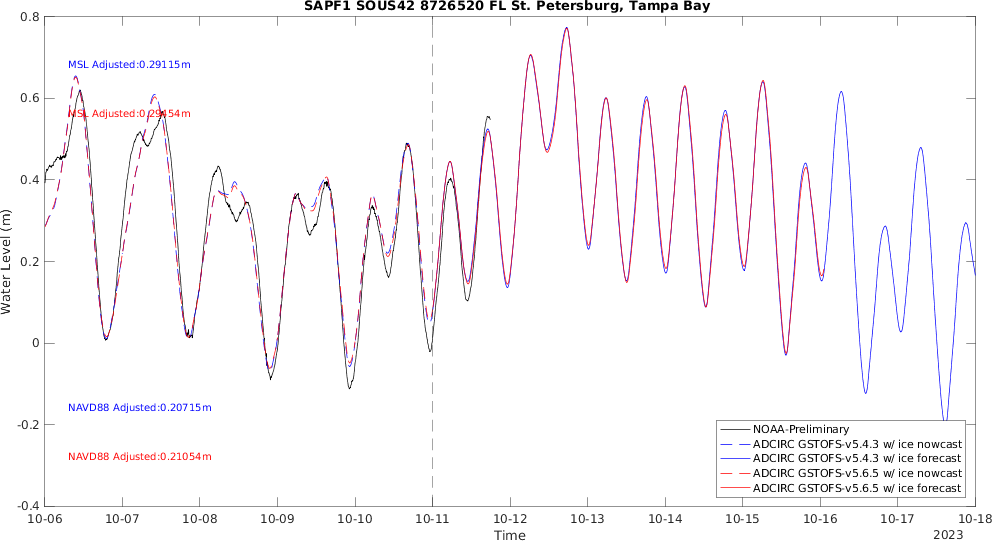 SAPF1 SOUS42 8726520 FL St. Petersburg, Tampa Bay
0.8
0.6
0.4
0.2
0
-0.2
-0.4
Water Level (m)
MSL Adjusted:0.29115m
MSL Adjusted:0.29454m
NAVD88 Adjusted:0.20715m
NAVD88 Adjusted:0.21054m
NOAA-Preliminary
ADCIRC GSTOFS-v5.4.3 w/ ice nowcast
ADCIRC GSTOFS-v5.4.3 w/ ice forecast
ADCIRC GSTOFS-v5.6.5 w/ ice nowcast
ADCIRC GSTOFS-v5.6.5 w/ ice forecast
10-06 10-07 10-08 10-09 10-10 10-11 10-12 10-13 10-14 10-15 10-16 10-17 10-18
Time
2023